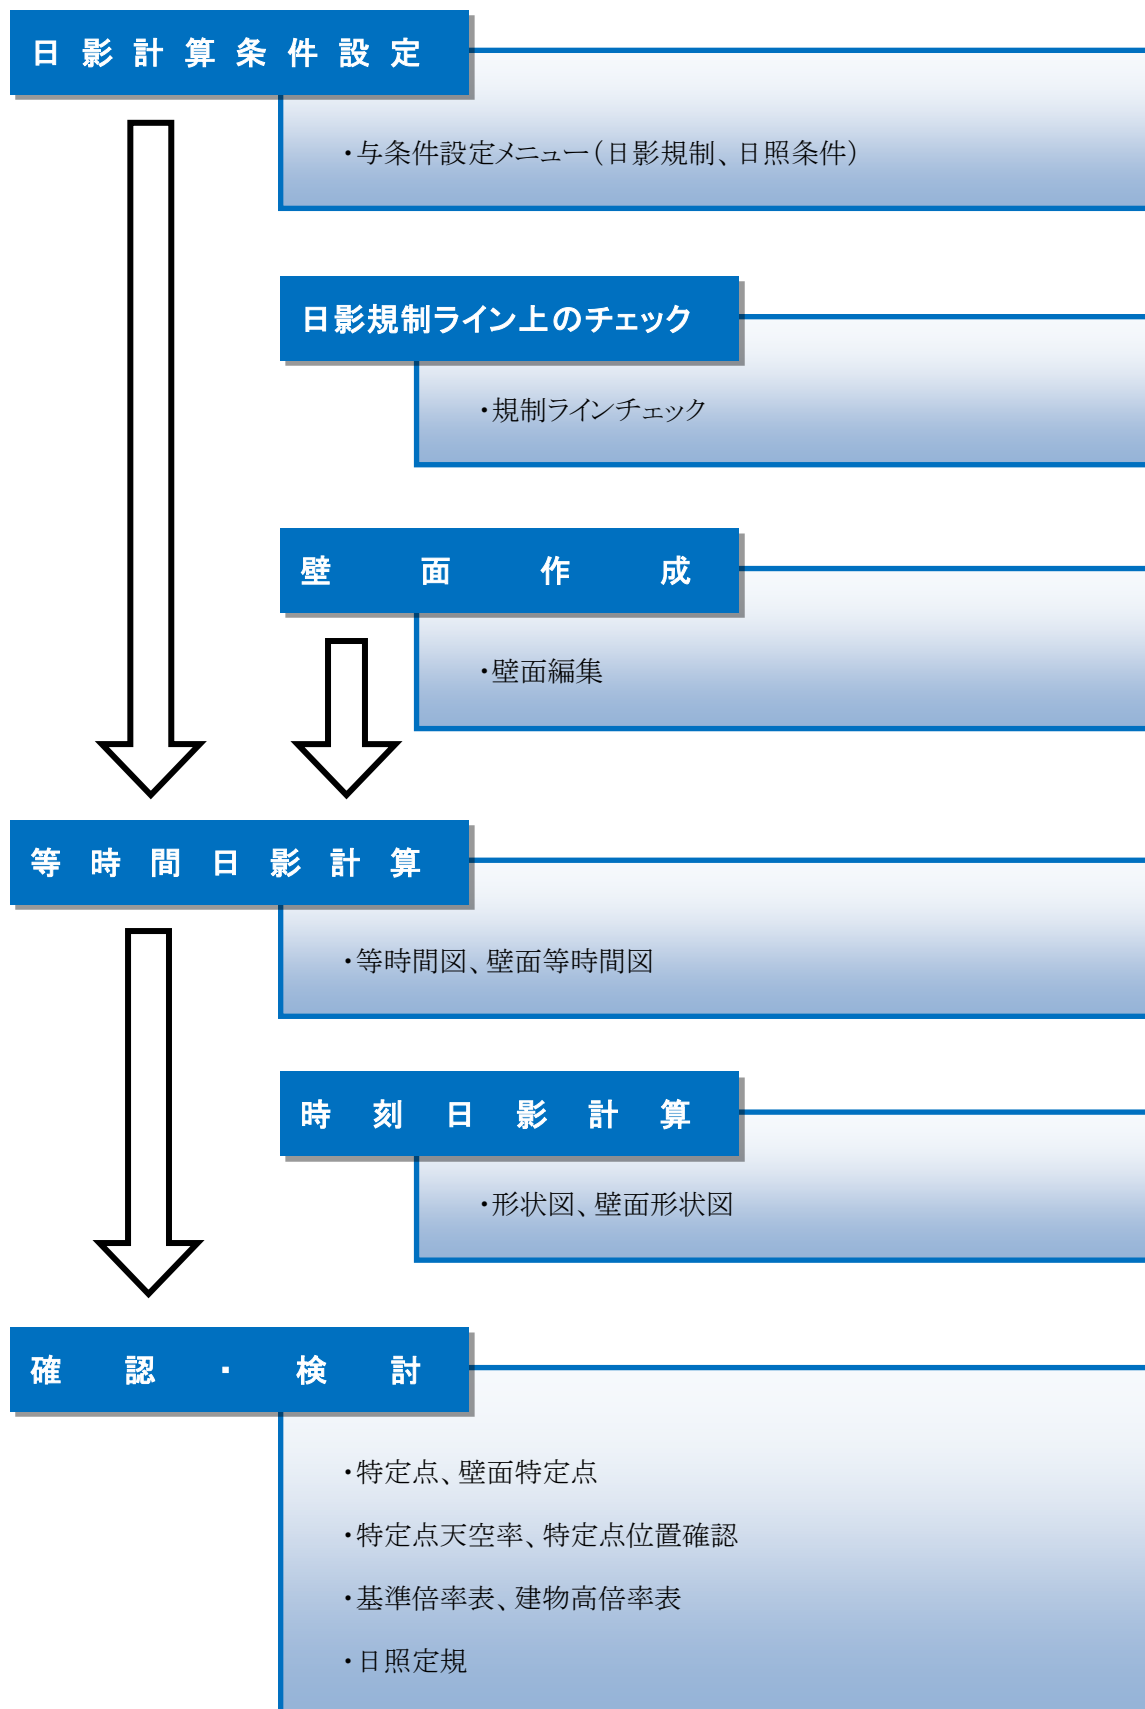 日影計算条件設定
・与条件設定メニュー（日影規制、日照条件）
日影規制ライン上のチェック
・規制ラインチェック
壁面作成
・壁面編集
等時間日影計算
・等時間図、壁面等時間図
時刻日影計算
・形状図、壁面形状図
確認・検討
・特定点、壁面特定点
・特定点天空率、特定点位置確認
・基準倍率表、建物高倍率表
・日照定規